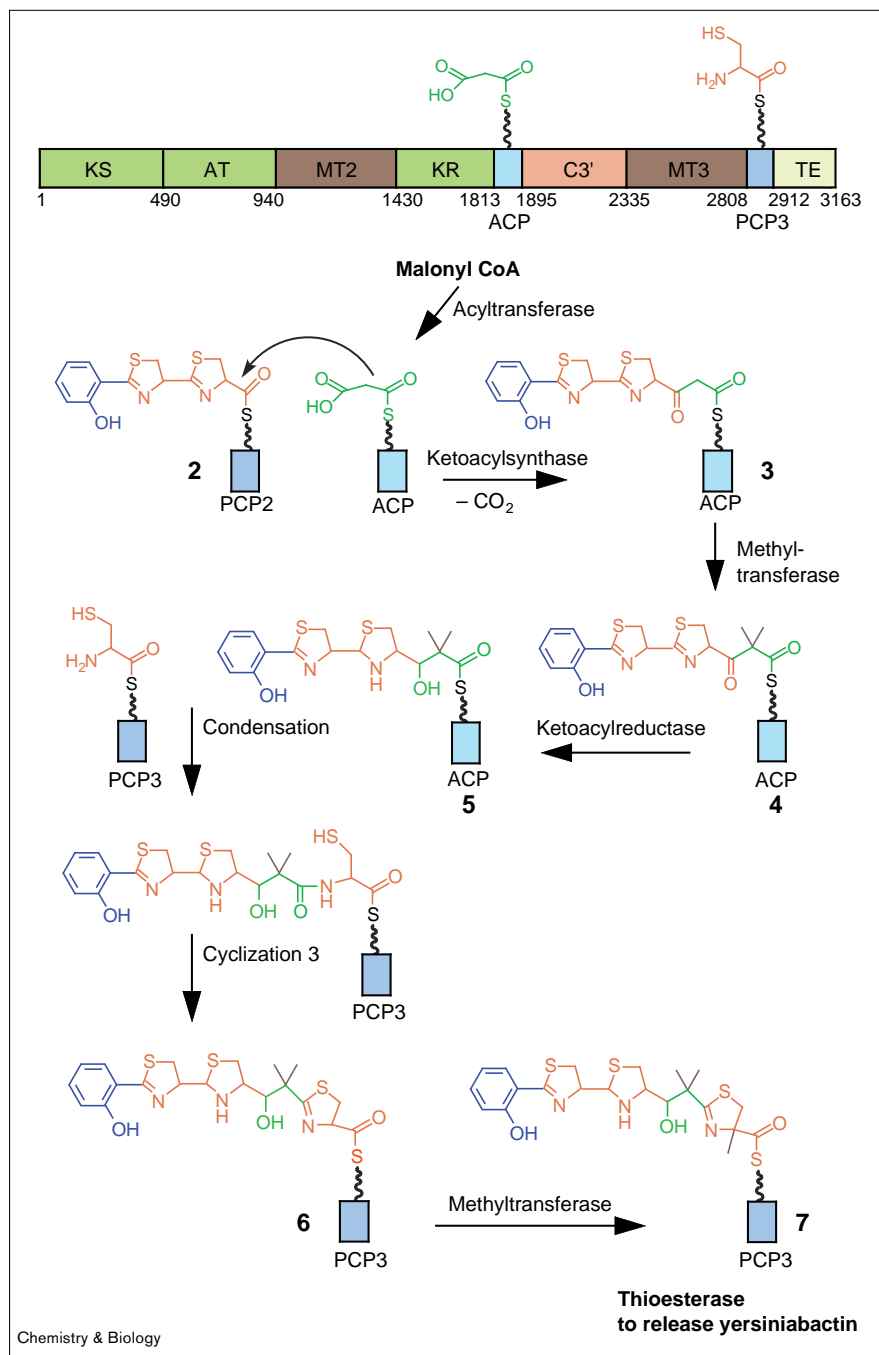 HS
O
O
H2N
O
HO
S
S
KS
AT
MT2
KR
C3'
MT3
TE
1
490
940
1430
1813
1895
2335
2808
2912
3163
ACP
PCP3
Malonyl CoA
Acyltransferase
S
S
N
N
O
OH
S
2
PCP2
O
O
HO
S
ACP
Ketoacylsynthase
– CO2
S
S
N
N
O
O
OH
S
3
ACP
Methyl-
transferase
HS
O
H2N
S
PCP3
Condensation
S
S
N
N
H
OH
O
OH
S
ACP
5
Ketoacylreductase
S
S
N
N
O
O
OH
S
ACP
4
S
S
N
N
H
OH
O
HS
N
H
O
OH
S
PCP3
Cyclization 3
S
S
N
N
H
OH
S
N
O
OH
S
6
PCP3
Methyltransferase
S
S
N
N
H
OH
S
N
O
OH
S
7
PCP3
Thioesterase
to release yersiniabactin
Chemistry & Biology